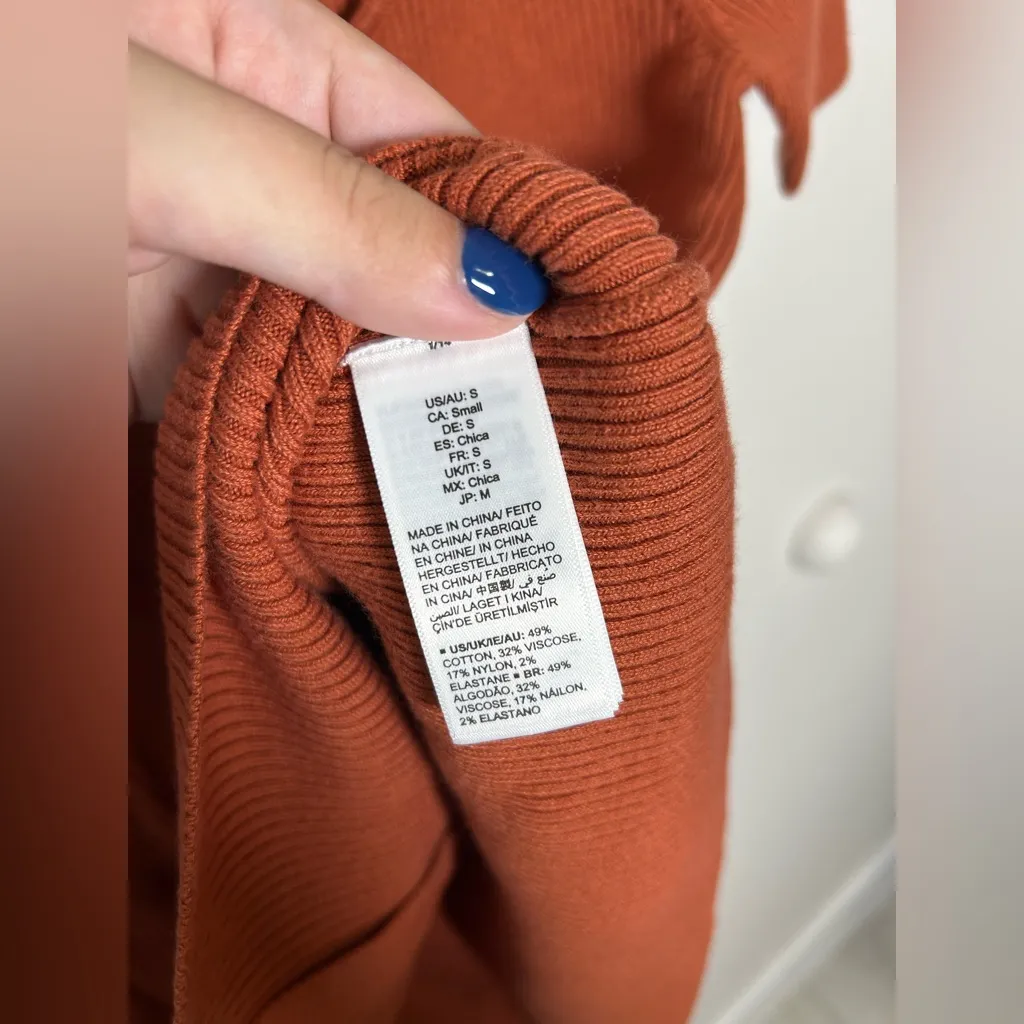 1/14
US/AU: S
CA: Small
DE: S
ES: Chica
FR: S
UK/IT: S
MX: Chica
JP: M
MADE IN CHINA/ FEITO
NA CHINA/ FABRIQUÉ
EN CHINE/ IN CHINA
HERGESTELLT/ HECHO
EN CHINA/ FABBRICATO
IN CINA/ 中国製/ صُنع في
الصين/ LAGET I KINA/
ÇİN'DE ÜRETİLMİŞTİR
▪ US/UK/IE/AU: 49%
COTTON, 32% VISCOSE,
17% NYLON, 2%
ELASTANE ▪ BR: 49%
ALGODÃO, 32%
VISCOSE, 17% NÁILON,
2% ELASTANO